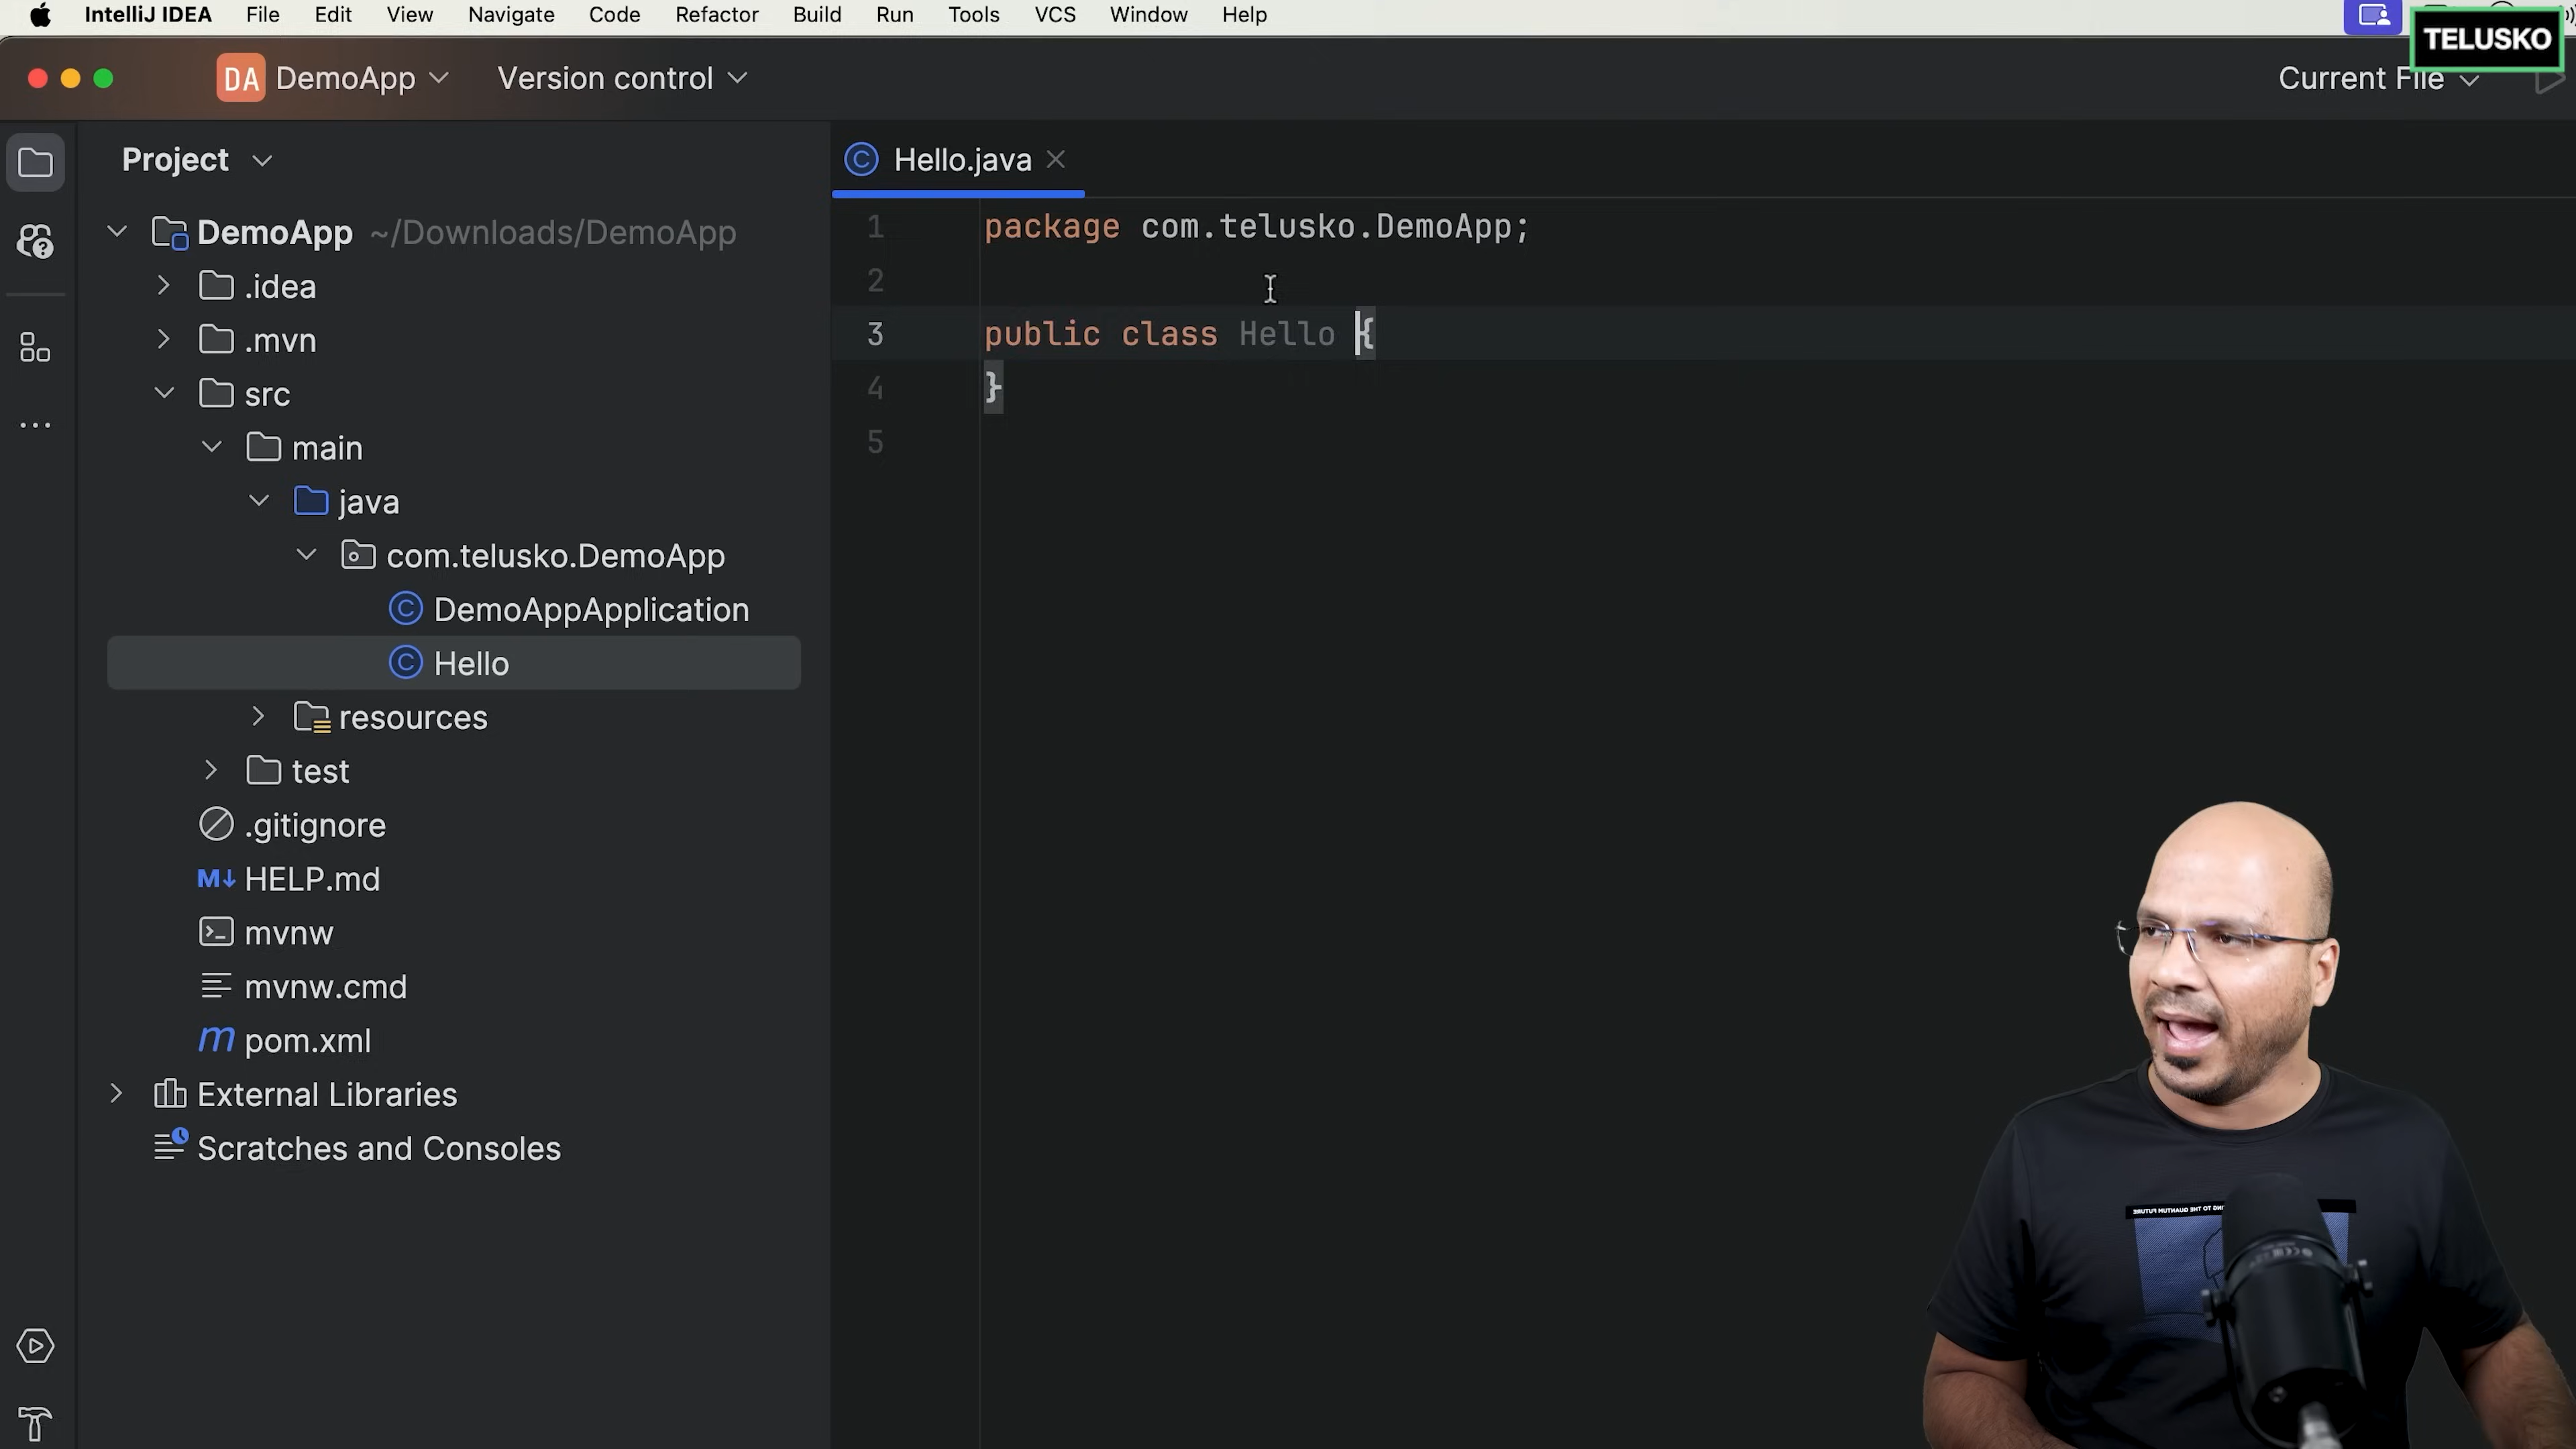 IntelliJ IDEA File Edit View Navigate Code Refactor Build Run Tools VCS Window Help
TELUSKO
DA DemoApp Version control Current File
Project
DemoApp ~/Downloads/DemoApp
.idea
.mvn
src
main
java
com.telusko.DemoApp
DemoAppApplication
Hello
resources
test
.gitignore
M↓ HELP.md
mvnw
mvnw.cmd
m pom.xml
External Libraries
Scratches and Consoles
Hello.java
1 package com.telusko.DemoApp;
2
3 public class Hello {
4 }
5